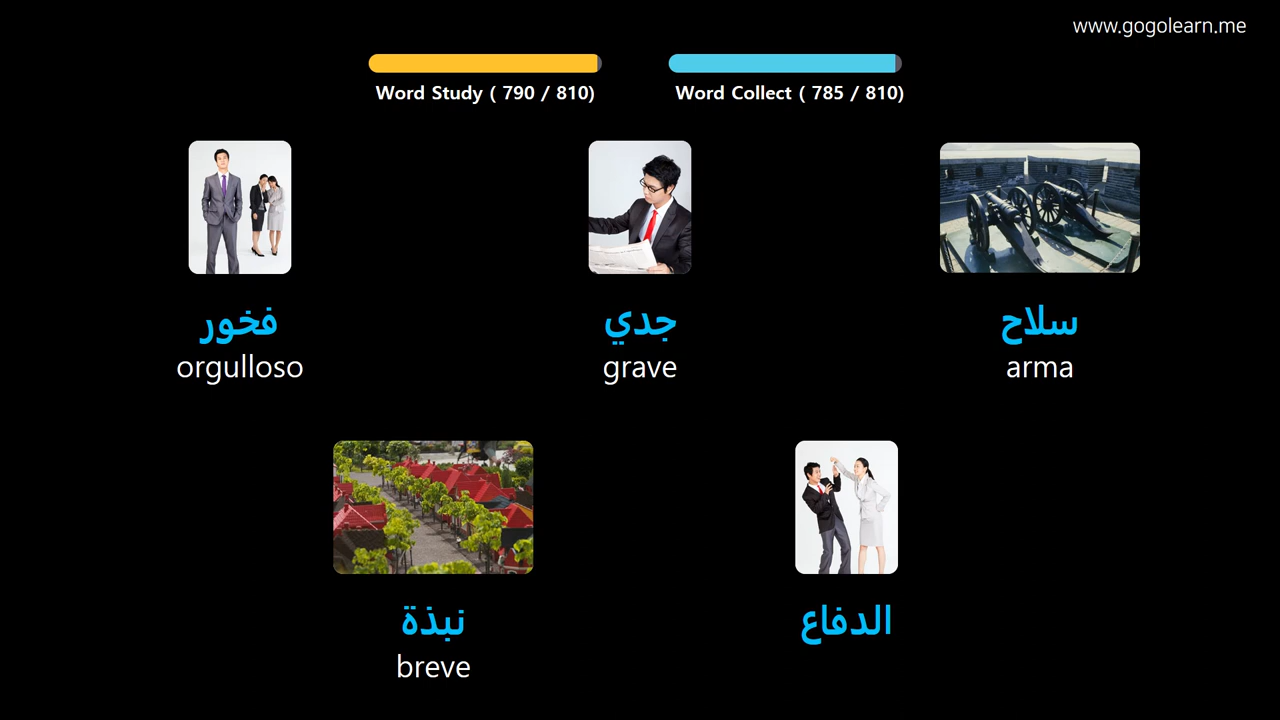 www.gogolearn.me
Word Study ( 790 / 810)
Word Collect ( 785 / 810)
فخور
orgulloso
جدي
grave
سلاح
arma
نبذة
breve
الدفاع